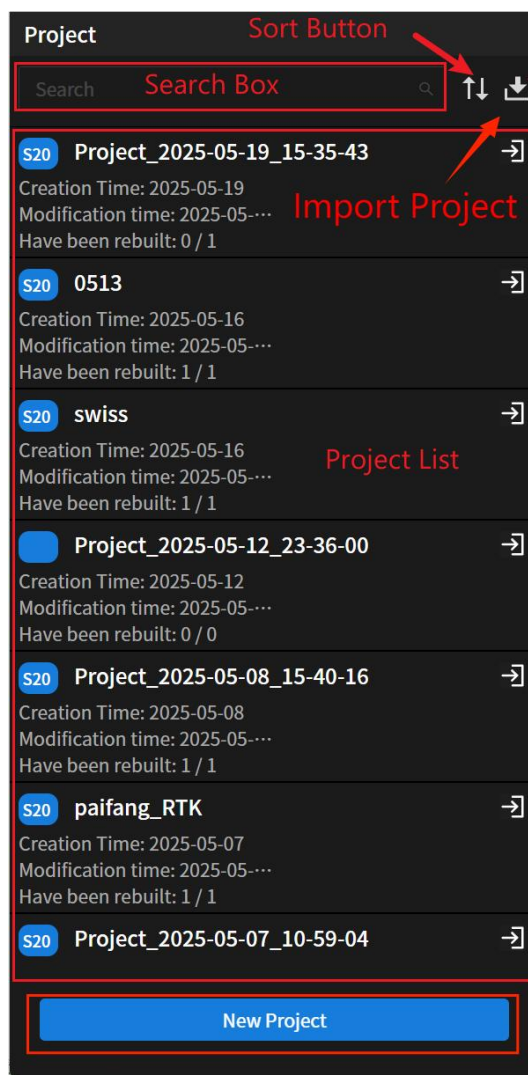 Project
Sort Button
Search
Search Box
S20 Project_2025-05-19_15-35-43
Creation Time: 2025-05-19
Modification time: 2025-05-···
Import Project
Have been rebuilt: 0 / 1
S20 0513
Creation Time: 2025-05-16
Modification time: 2025-05-···
Have been rebuilt: 1 / 1
S20 swiss
Creation Time: 2025-05-16
Project List
Modification time: 2025-05-···
Have been rebuilt: 1 / 1
Project_2025-05-12_23-36-00
Creation Time: 2025-05-12
Modification time: 2025-05-···
Have been rebuilt: 0 / 0
S20 Project_2025-05-08_15-40-16
Creation Time: 2025-05-08
Modification time: 2025-05-···
Have been rebuilt: 1 / 1
S20 paifang_RTK
Creation Time: 2025-05-07
Modification time: 2025-05-···
Have been rebuilt: 1 / 1
S20 Project_2025-05-07_10-59-04
New Project